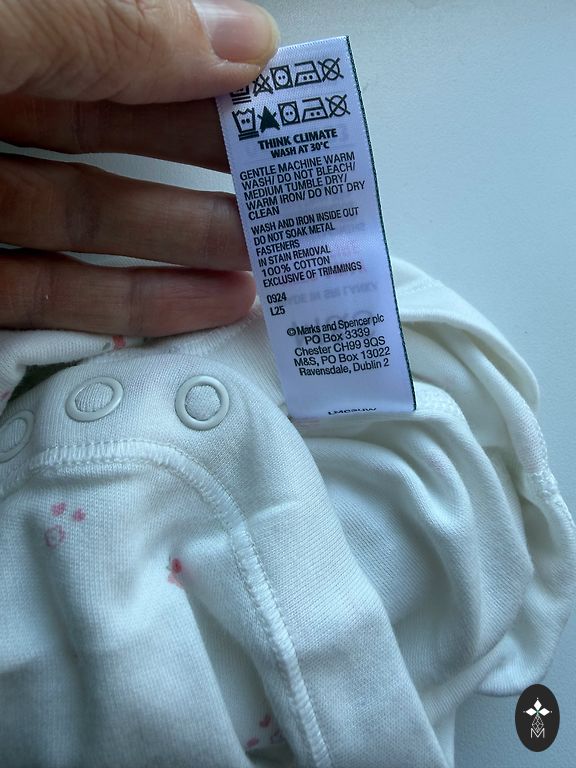 THINK CLIMATE
WASH AT 30°C
GENTLE MACHINE WARM
WASH/ DO NOT BLEACH/
MEDIUM TUMBLE DRY/
WARM IRON/ DO NOT DRY
CLEAN
WASH AND IRON INSIDE OUT
DO NOT SOAK METAL
FASTENERS
IN STAIN REMOVAL
100% COTTON
EXCLUSIVE OF TRIMMINGS
0924
L25
©Marks and Spencer plc
PO Box 3339
Chester CH99 9QS
M&S, PO Box 13022
Ravensdale, Dublin 2